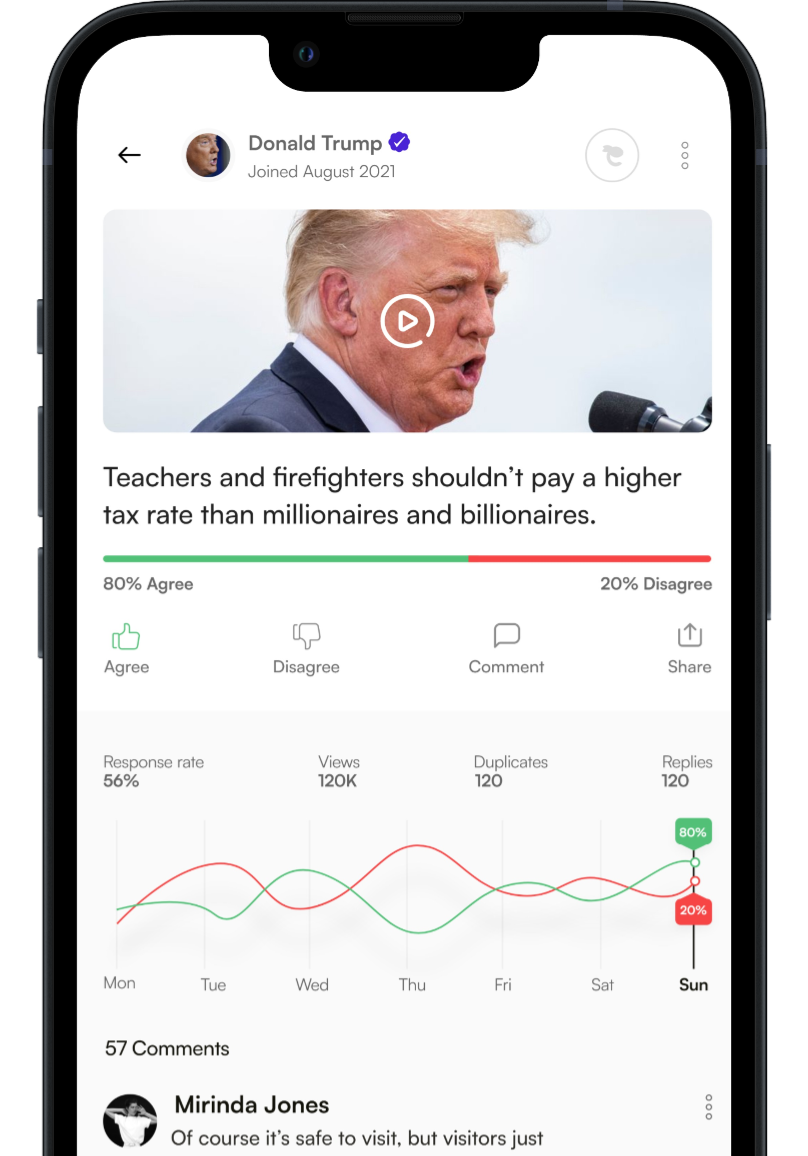 Donald Trump
Joined August 2021
Teachers and firefighters shouldn’t pay a higher
tax rate than millionaires and billionaires.
80% Agree
20% Disagree
Agree
Disagree
Comment
Share
Response rate
56%
Views
120K
Duplicates
120
Replies
120
80%
20%
Mon
Tue
Wed
Thu
Fri
Sat
Sun
57 Comments
Mirinda Jones
Of course it’s safe to visit, but visitors just